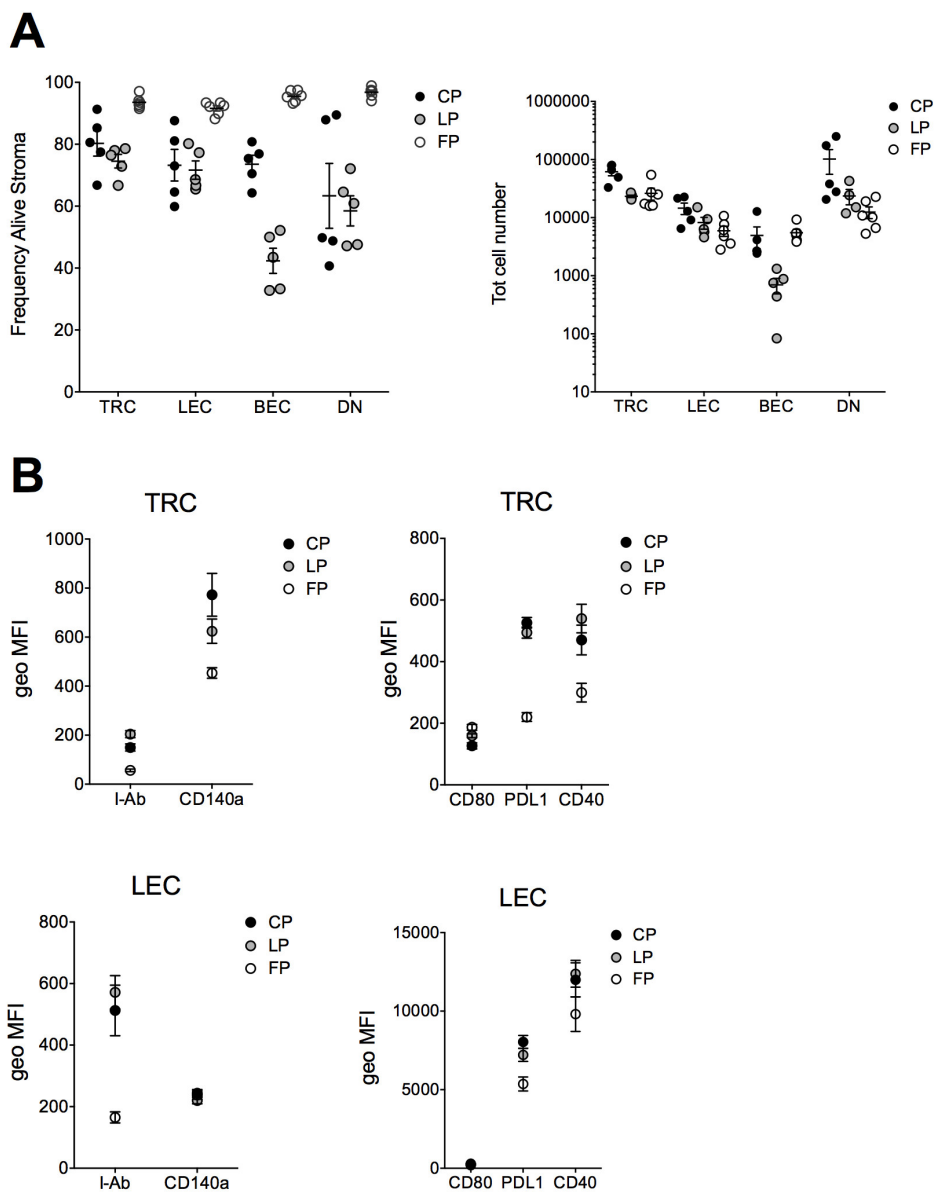 A
Frequency Alive Stroma
100
80
60
40
20
0
TRC LEC BEC DN
CP
LP
FP
Tot cell number
1000000
100000
10000
1000
100
10
TRC LEC BEC DN
CP
LP
FP
B
TRC
geo MFI
1000
800
600
400
200
0
I-Ab CD140a
CP
LP
FP
TRC
geo MFI
800
600
400
200
0
CD80 PDL1 CD40
CP
LP
FP
LEC
geo MFI
800
600
400
200
0
I-Ab CD140a
CP
LP
FP
LEC
geo MFI
15000
10000
5000
0
CD80 PDL1 CD40
CP
LP
FP